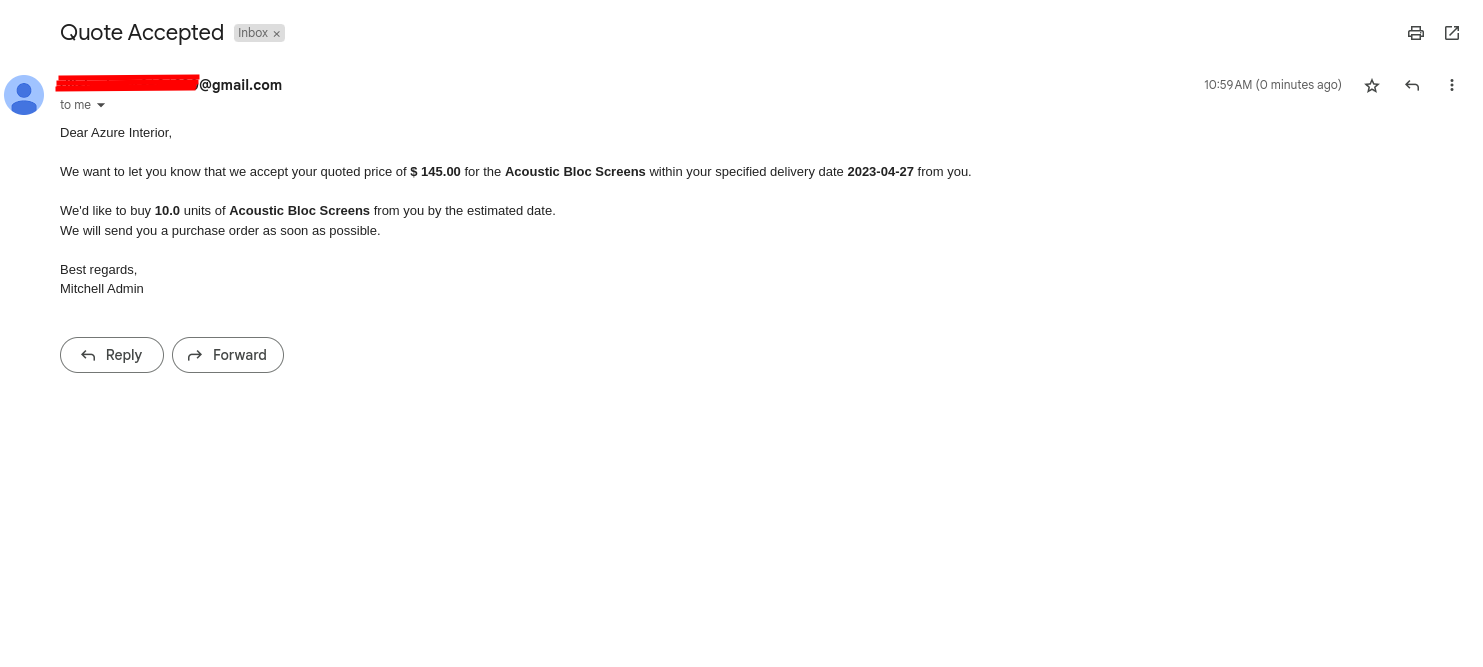 Quote Accepted Inbox ×
@gmail.com 10:59 AM (0 minutes ago)
to me
Dear Azure Interior,
We want to let you know that we accept your quoted price of $ 145.00 for the Acoustic Bloc Screens within your specified delivery date 2023-04-27 from you.
We'd like to buy 10.0 units of Acoustic Bloc Screens from you by the estimated date.
We will send you a purchase order as soon as possible.
Best regards,
Mitchell Admin
Reply Forward